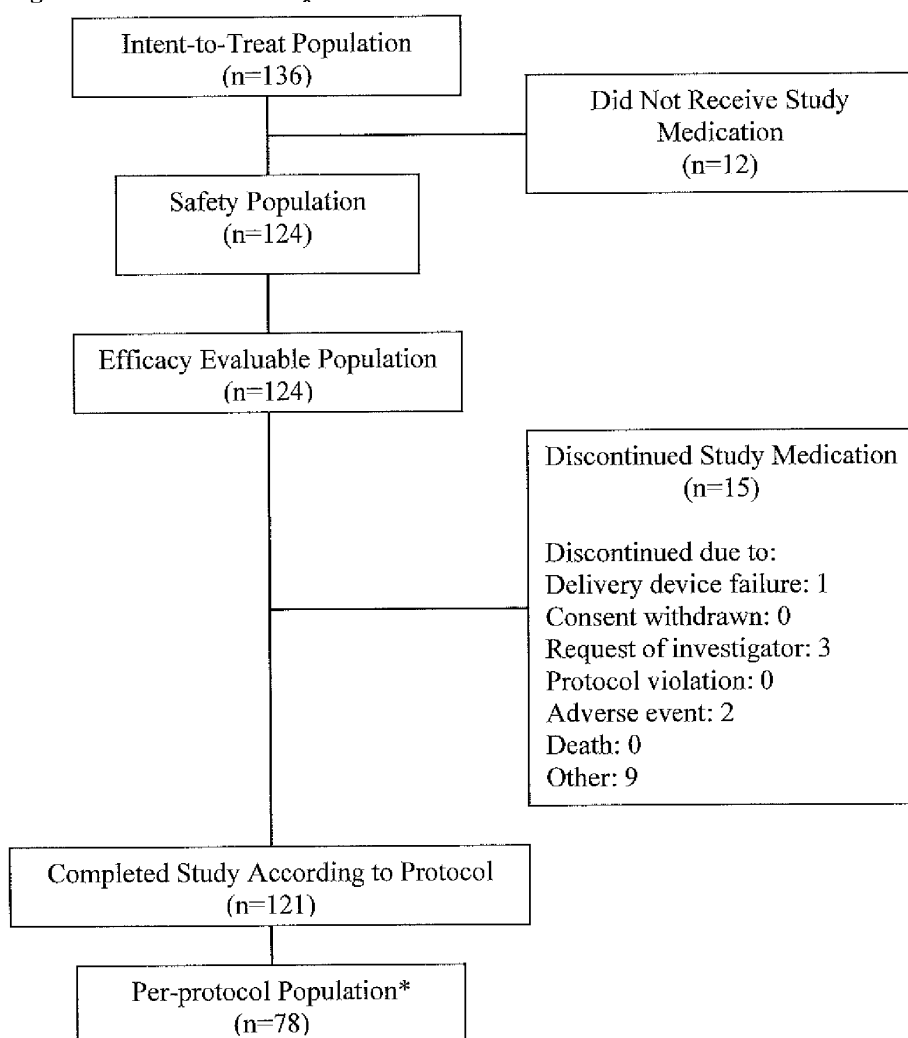 Intent-to-Treat Population
(n=136)
Did Not Receive Study
Medication
(n=12)
Safety Population
(n=124)
Efficacy Evaluable Population
(n=124)
Discontinued Study Medication
(n=15)
Discontinued due to:
Delivery device failure: 1
Consent withdrawn: 0
Request of investigator: 3
Protocol violation: 0
Adverse event: 2
Death: 0
Other: 9
Completed Study According to Protocol
(n=121)
Per-protocol Population*
(n=78)